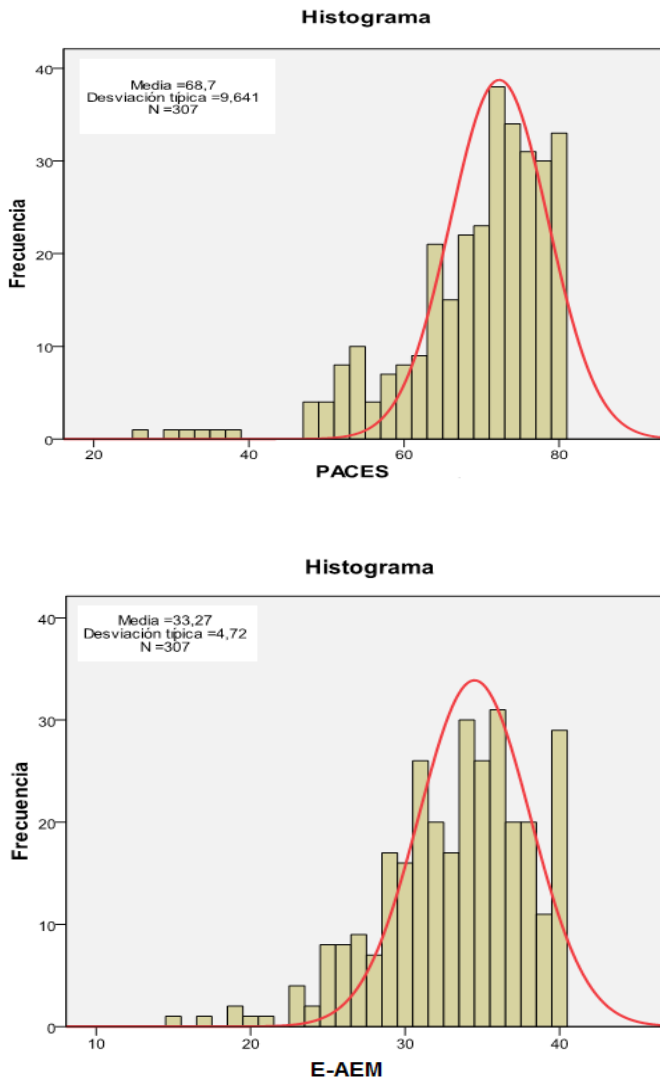 Histograma
Media =68,7
Desviación típica =9,641
N =307
Frecuencia
40
30
20
10
0
20 40 60 80
PACES
Histograma
Media =33,27
Desviación típica =4,72
N =307
Frecuencia
40
30
20
10
0
10 20 30 40
E-AEM